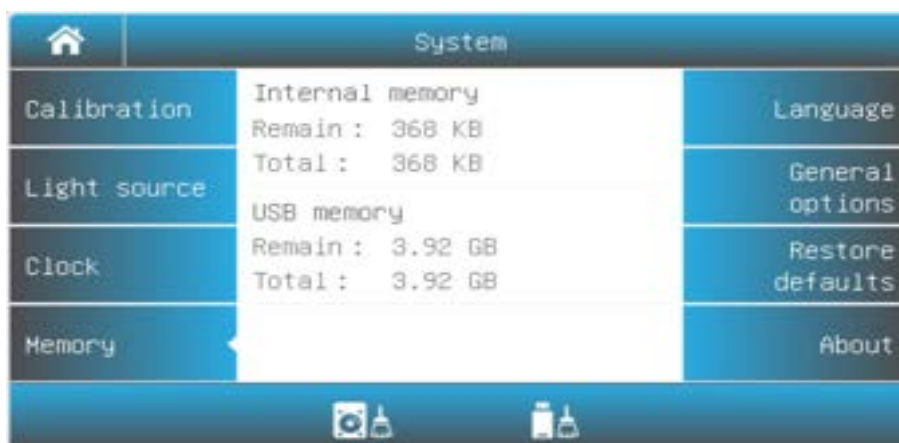 System
Calibration
Light source
Clock
Memory
Internal memory
Remain : 368 KB
Total : 368 KB
USB memory
Remain : 3.92 GB
Total : 3.92 GB
Language
General
options
Restore
defaults
About